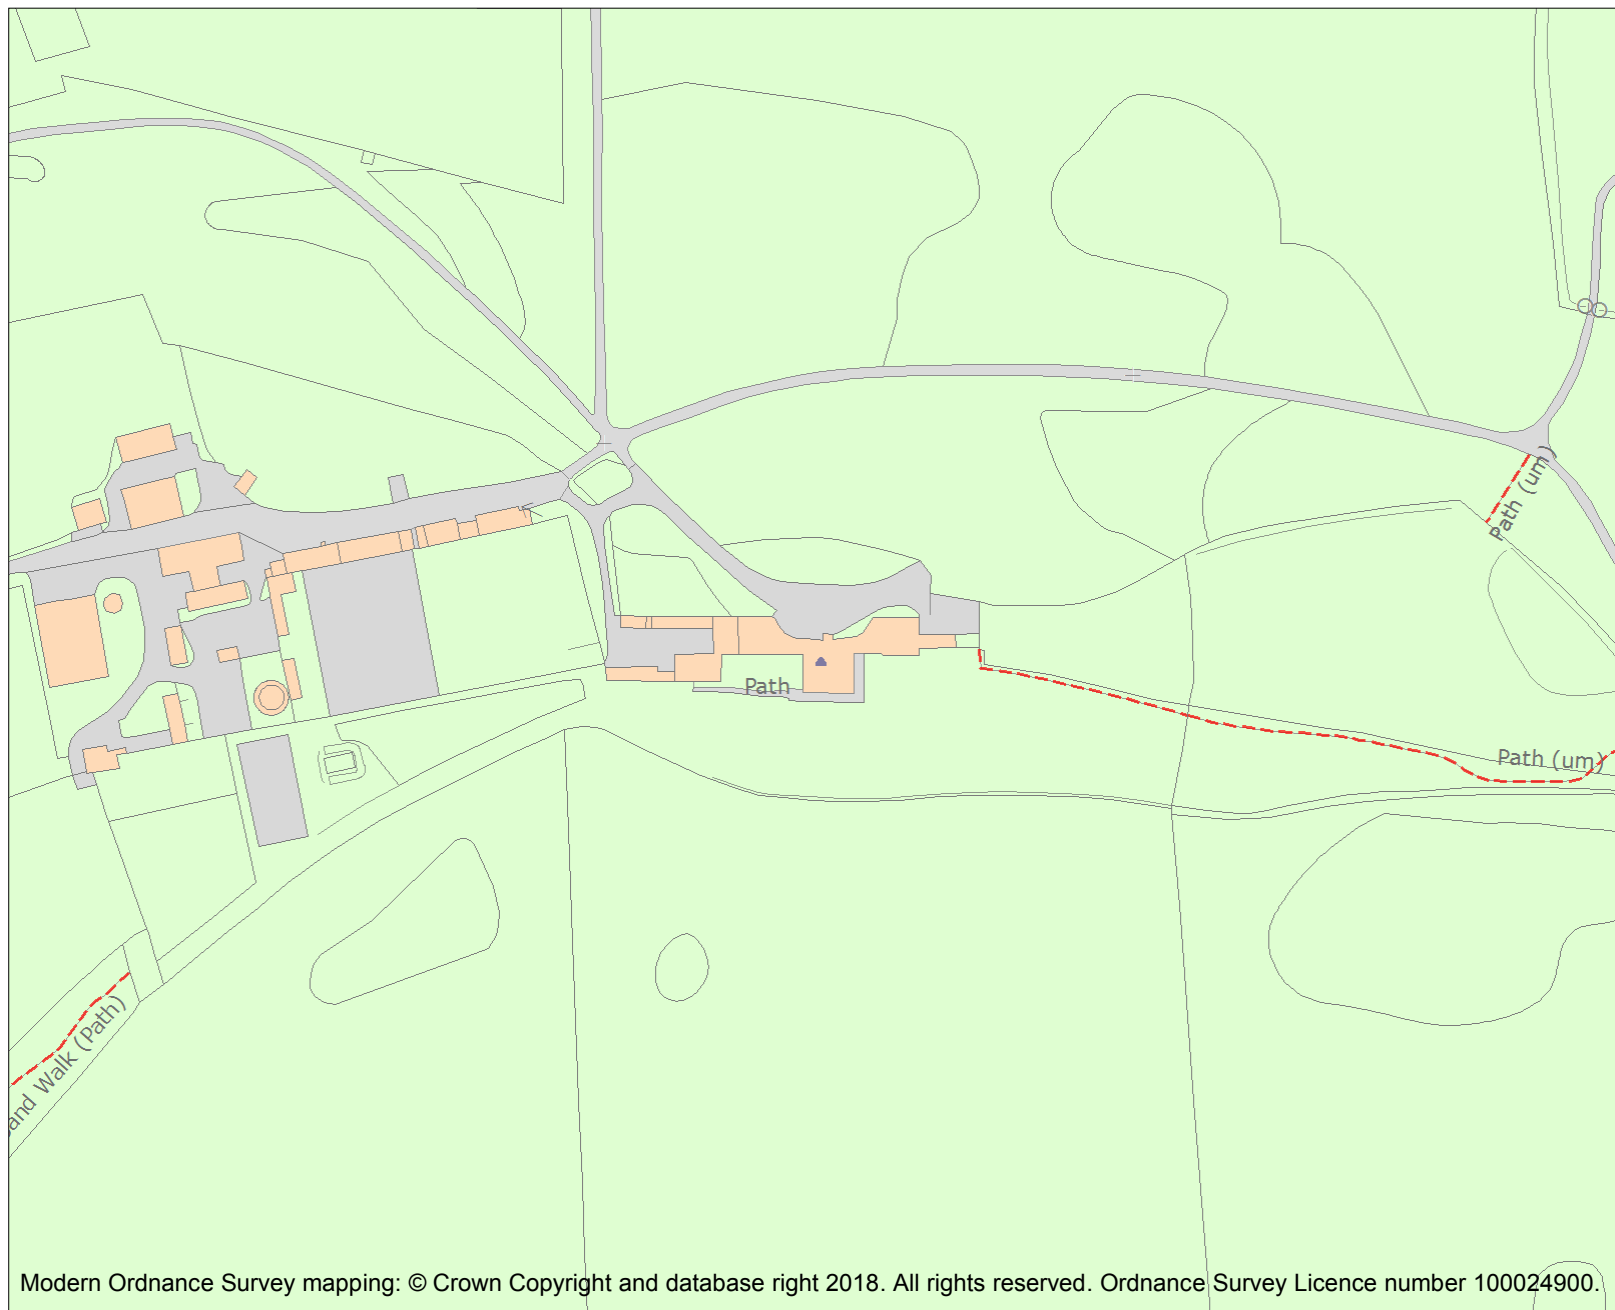 Path (um)
Path
Path (um)
Walk (Path)
Modern Ordnance Survey mapping: © Crown Copyright and database right 2018. All rights reserved. Ordnance Survey Licence number 100024900.